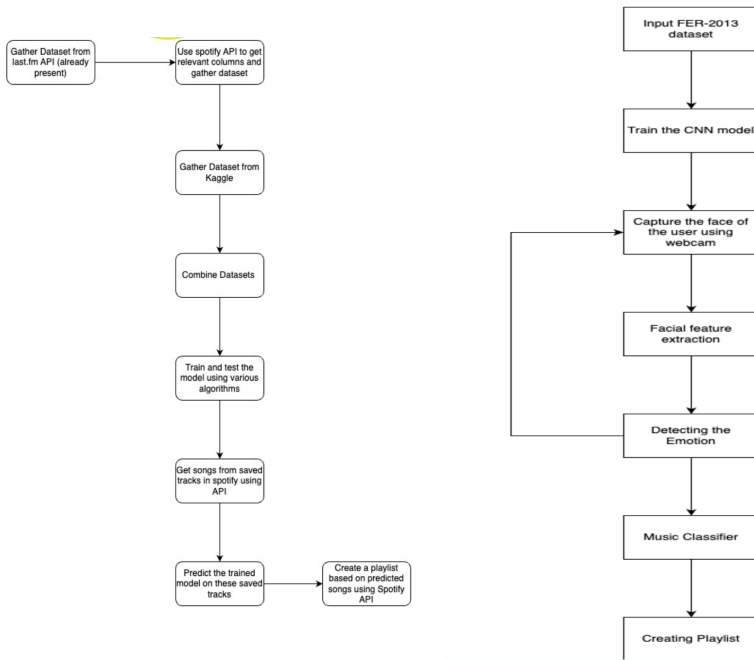 Gather Dataset from
last.fm API (already
present)
Use spotify API to get
relevant columns and
gather dataset
Gather Dataset from
Kaggle
Combine Datasets
Train and test the
model using various
algorithms
Get songs from saved
tracks in spotify using
API
Predict the trained
model on these saved
tracks
Create a playlist
based on predicted
songs using Spotify
API
Input FER-2013
dataset
Train the CNN model
Capture the face of
the user using
webcam
Facial feature
extraction
Detecting the
Emotion
Music Classifier
Creating Playlist